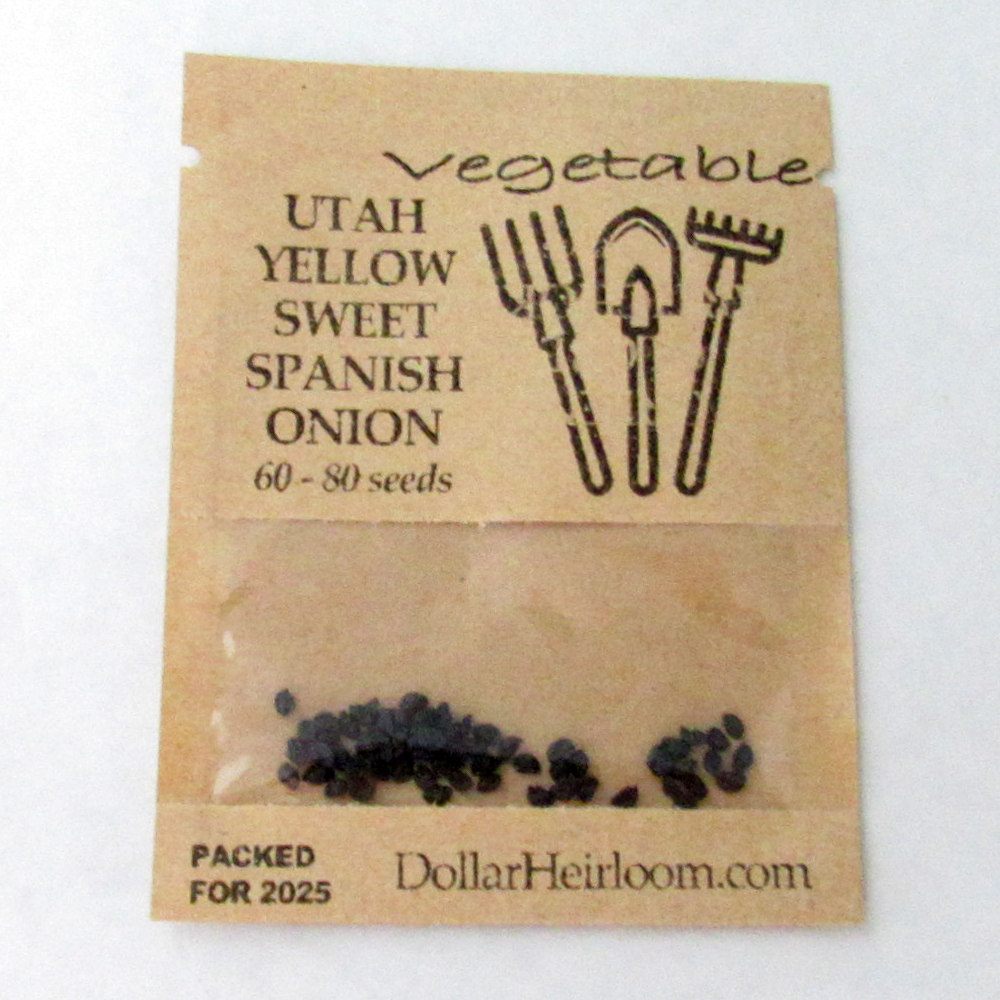 vegetable
UTAH
YELLOW
SWEET
SPANISH
ONION
60 - 80 seeds
PACKED
FOR 2025
DollarHeirloom.com